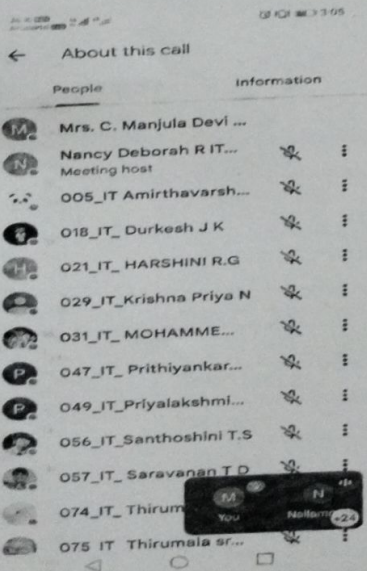 3:05
About this call
People
Information
M
Mrs. C. Manjula Devi ...
N
Nancy Deborah R IT...
Meeting host
005_IT Amirthavarsh...
018_IT_ Durkesh J K
H
021_IT_ HARSHINI R.G
029_IT_Krishna Priya N
031_IT_ MOHAMME...
P
047_IT_ Prithiyankar...
P
049_IT_Priyalakshmi...
056_IT_Santhoshini T.S
057_IT_ Saravanan T D
074_IT_ Thirum
M
N
You
+24
075 IT Thirumala sr...